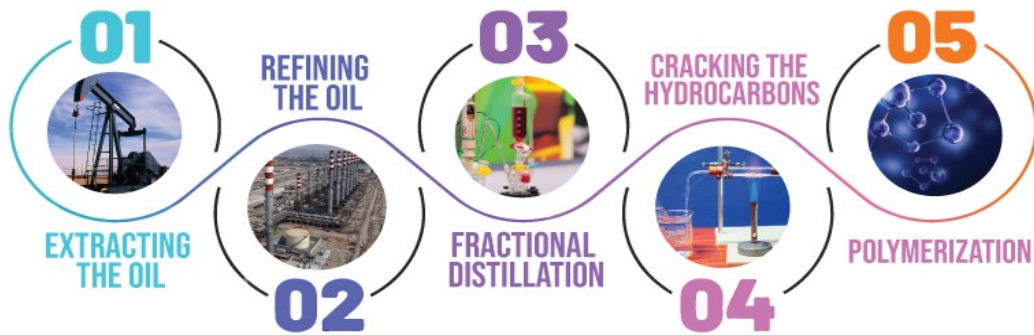 01
EXTRACTING
THE OIL
REFINING
THE OIL
02
03
FRACTIONAL
DISTILLATION
CRACKING THE
HYDROCARBONS
04
05
POLYMERIZATION